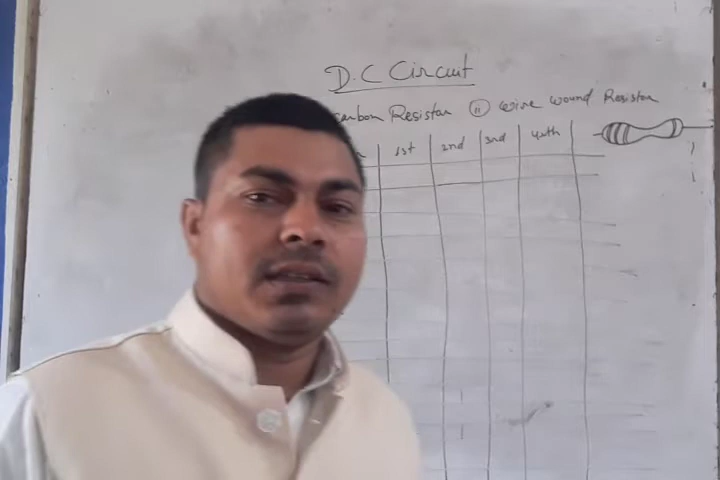 D.C Circuit
carbon Resistor (ii) wire wound Resistor
1st 2nd 3rd 4th